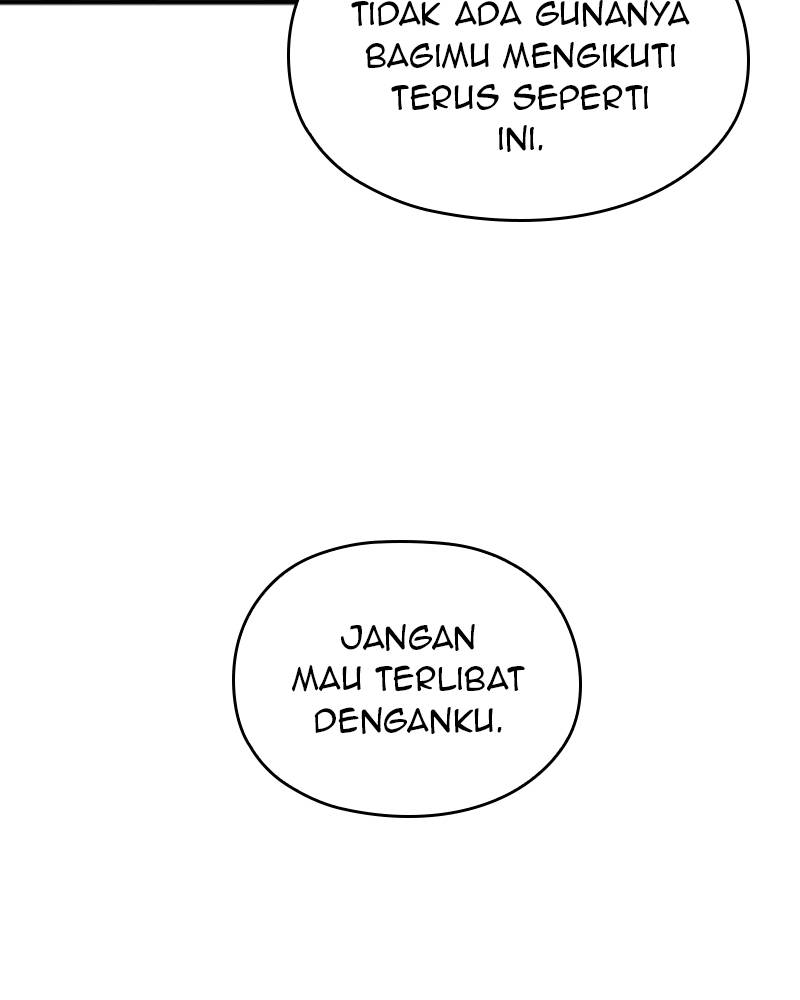 TIDAK ADA GUNANYA
BAGIMU MENGIKUTI
TERUS SEPERTI
INI.
JANGAN
MAU TERLIBAT
DENGANKU.